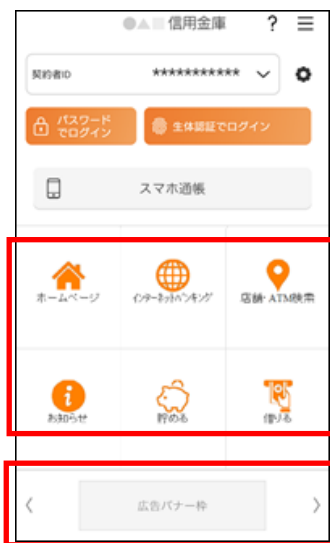 ●▲■ 信用金庫 ?
契約者ID *********** 
パスワード
でログイン
生体認証でログイン
スマホ通帳
ホームページ
インターネットバンキング
店舗・ATM検索
お知らせ
貯める
借りる
広告バナー枠